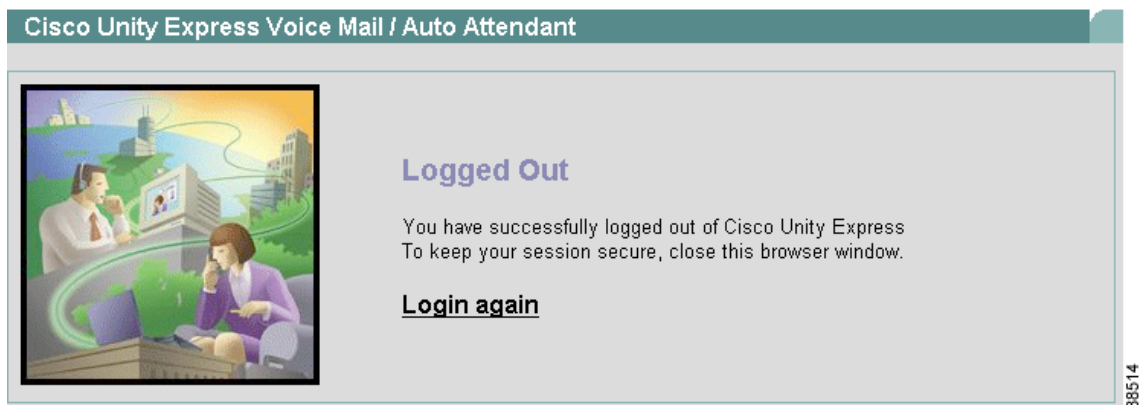 Cisco Unity Express Voice Mail / Auto Attendant
Logged Out
You have successfully logged out of Cisco Unity Express
To keep your session secure, close this browser window.
Login again
88514